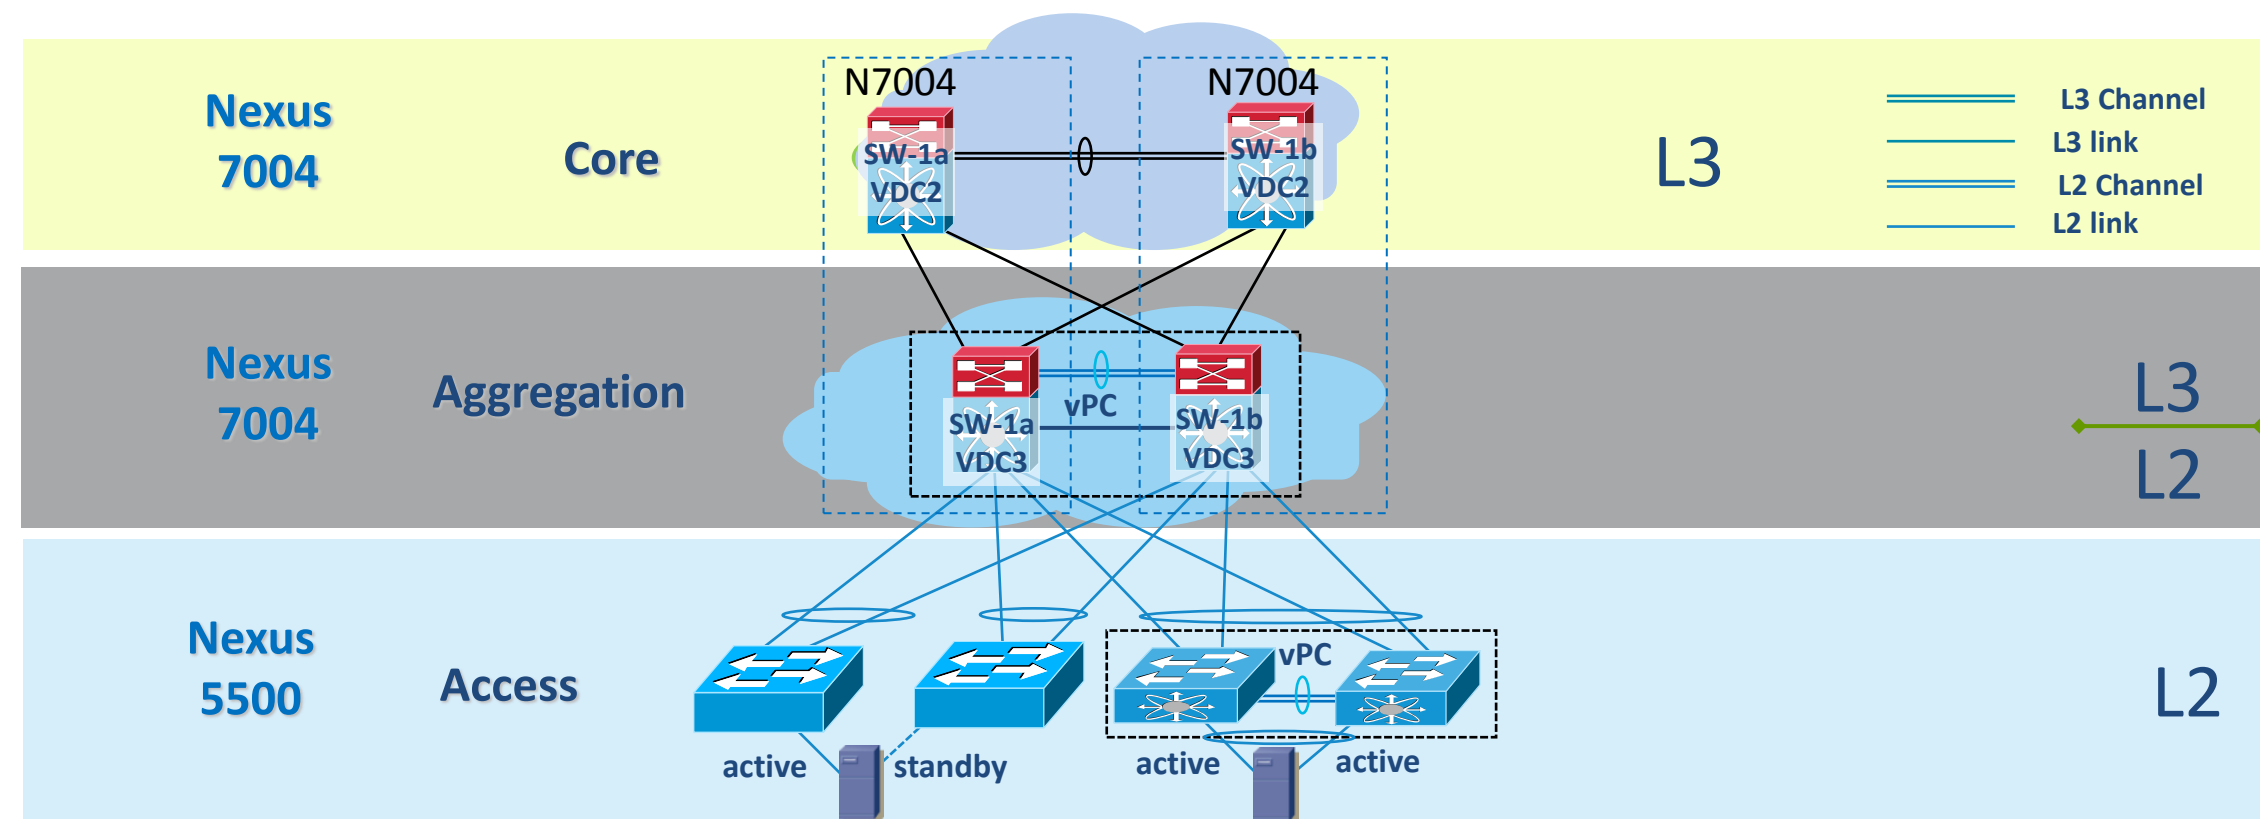 N7004
N7004
Nexus
7004
Core
SW-1a
VDC2
SW-1b
VDC2
L3
L3 Channel
L3 link
L2 Channel
L2 link
Nexus
7004
Aggregation
vPC
SW-1a
VDC3
SW-1b
VDC3
L3
L2
Nexus
5500
Access
vPC
L2
active
standby
active
active